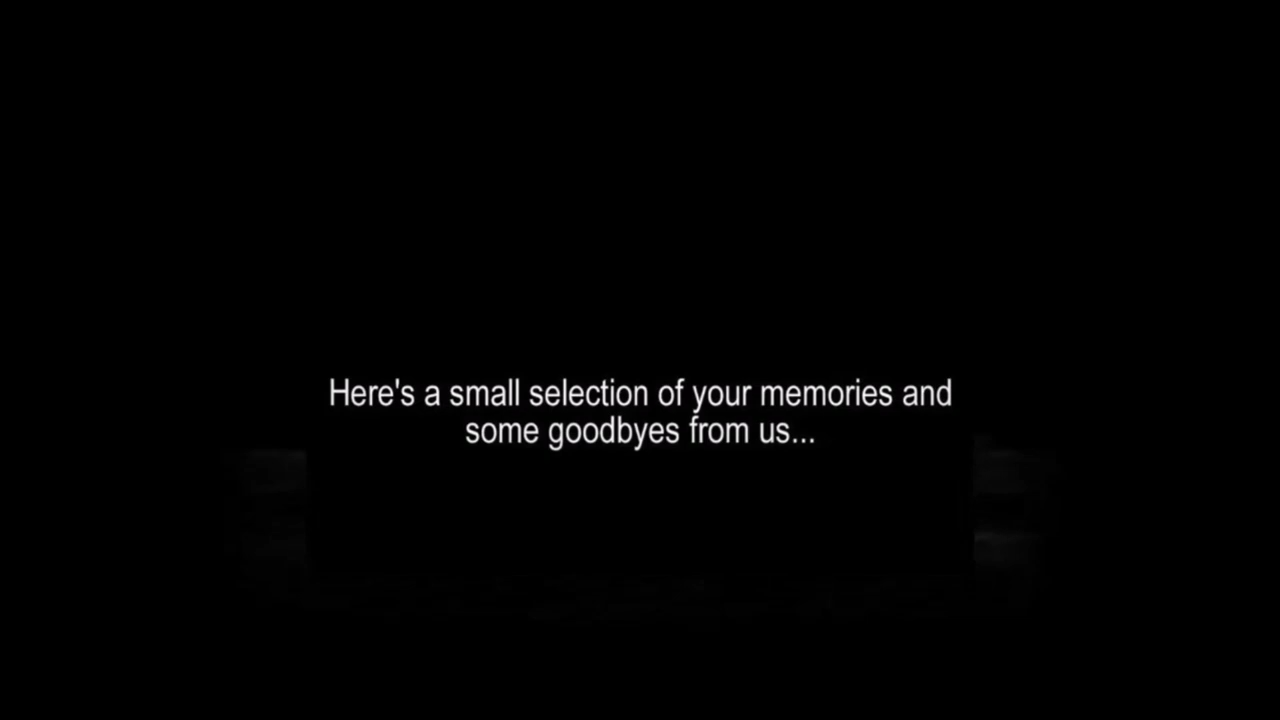 Here's a small selection of your memories and
some goodbyes from us...